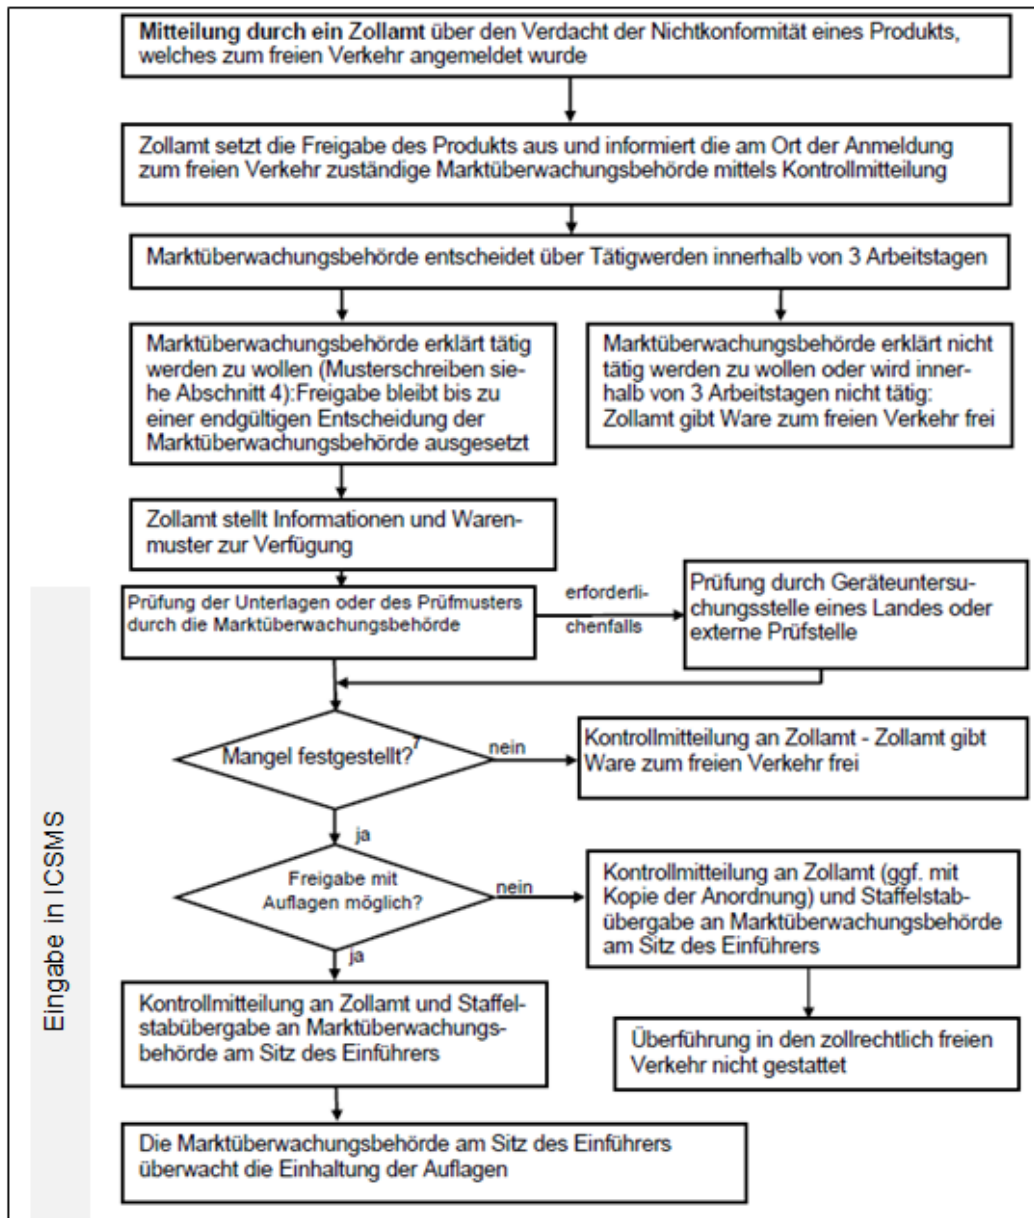 Mitteilung durch ein Zollamt über den Verdacht der Nichtkonformität eines Produkts,
welches zum freien Verkehr angemeldet wurde
Zollamt setzt die Freigabe des Produkts aus und informiert die am Ort der Anmeldung
zum freien Verkehr zuständige Marktüberwachungsbehörde mittels Kontrollmitteilung
Marktüberwachungsbehörde entscheidet über Tätigwerden innerhalb von 3 Arbeitstagen
Marktüberwachungsbehörde erklärt tätig
werden zu wollen (Musterschreiben sie-
he Abschnitt 4):Freigabe bleibt bis zu
einer endgültigen Entscheidung der
Marktüberwachungsbehörde ausgesetzt
Marktüberwachungsbehörde erklärt nicht
tätig werden zu wollen oder wird inner-
halb von 3 Arbeitstagen nicht tätig:
Zollamt gibt Ware zum freien Verkehr frei
Zollamt stellt Informationen und Waren-
muster zur Verfügung
Prüfung der Unterlagen oder des Prüfmusters
durch die Marktüberwachungsbehörde
erforderli-
chenfalls
Prüfung durch Geräteuntersu-
chungsstelle eines Landes oder
externe Prüfstelle
Mangel festgestellt?7
nein
Kontrollmitteilung an Zollamt - Zollamt gibt
Ware zum freien Verkehr frei
ja
Freigabe mit
Auflagen möglich?
nein
Kontrollmitteilung an Zollamt (ggf. mit
Kopie der Anordnung) und Staffelstab-
übergabe an Marktüberwachungsbehörde
am Sitz des Einführers
ja
Kontrollmitteilung an Zollamt und Staffel-
stabübergabe an Marktüberwachungs-
behörde am Sitz des Einführers
Überführung in den zollrechtlich freien
Verkehr nicht gestattet
Die Marktüberwachungsbehörde am Sitz des Einführers
überwacht die Einhaltung der Auflagen
Eingabe in ICSMS